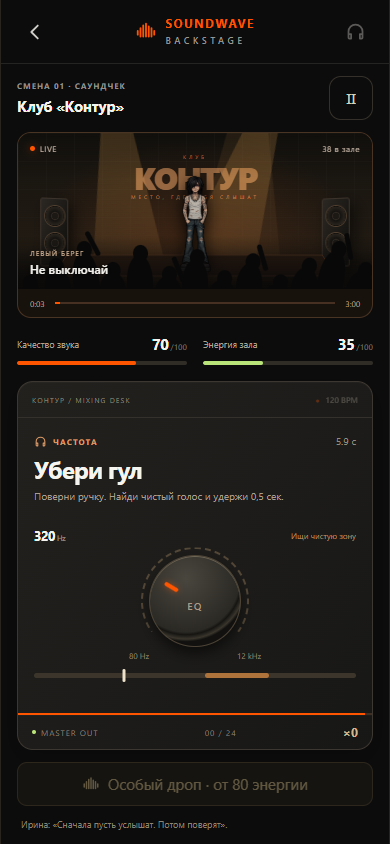 SOUNDWAVE
BACKSTAGE
СМЕНА 01 · САУНДЧЕК
Клуб «Контур»
LIVE
38 в зале
КЛУБ
КОНТУР
ЛЕВЫЙ БЕРЕГ
Не выключай
0:03
3:00
Качество звука
70 /100
Энергия зала
35 /100
КОНТУР / MIXING DESK
120 BPM
ЧАСТОТА
5.9 с
Убери гул
Поверни ручку. Найди чистый голос и удержи 0,5 сек.
320 Hz
Ищи чистую зону
EQ
80 Hz
12 kHz
MASTER OUT
00 / 24
×0
Особый дроп · от 80 энергии
Ирина: «Сначала пусть услышат. Потом поверят».